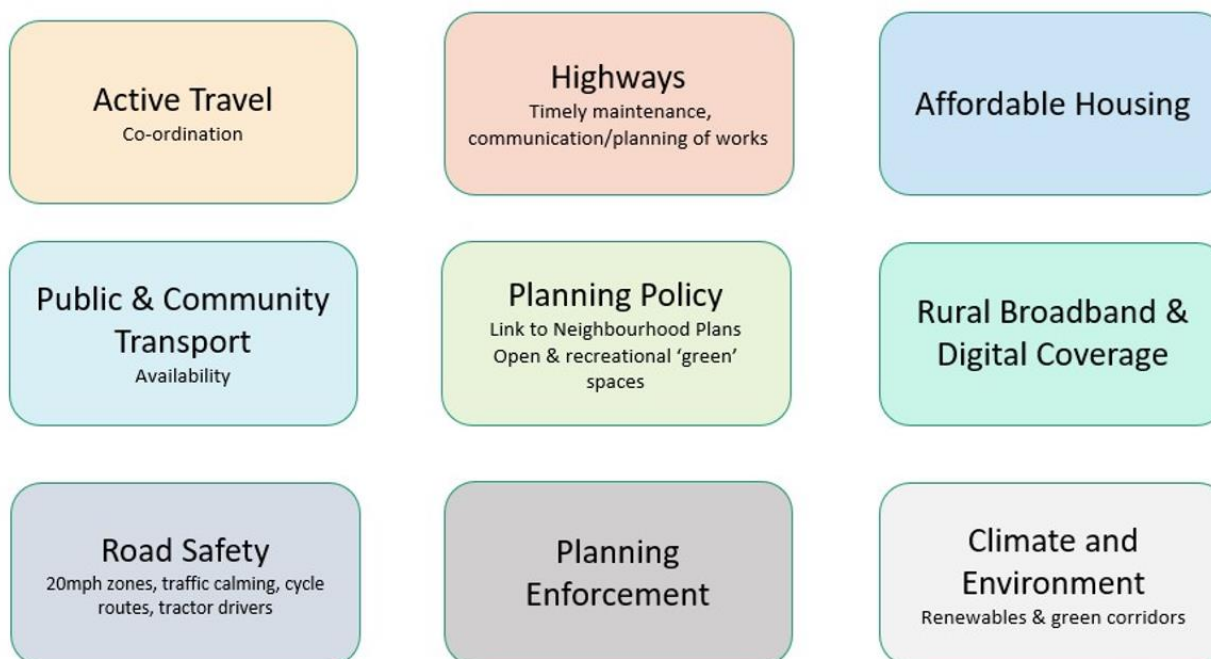 Active Travel
Co-ordination
Highways
Timely maintenance,
communication/planning of works
Affordable Housing
Public & Community
Transport
Availability
Planning Policy
Link to Neighbourhood Plans
Open & recreational ‘green’
spaces
Rural Broadband &
Digital Coverage
Road Safety
20mph zones, traffic calming, cycle
routes, tractor drivers
Planning
Enforcement
Climate and
Environment
Renewables & green corridors